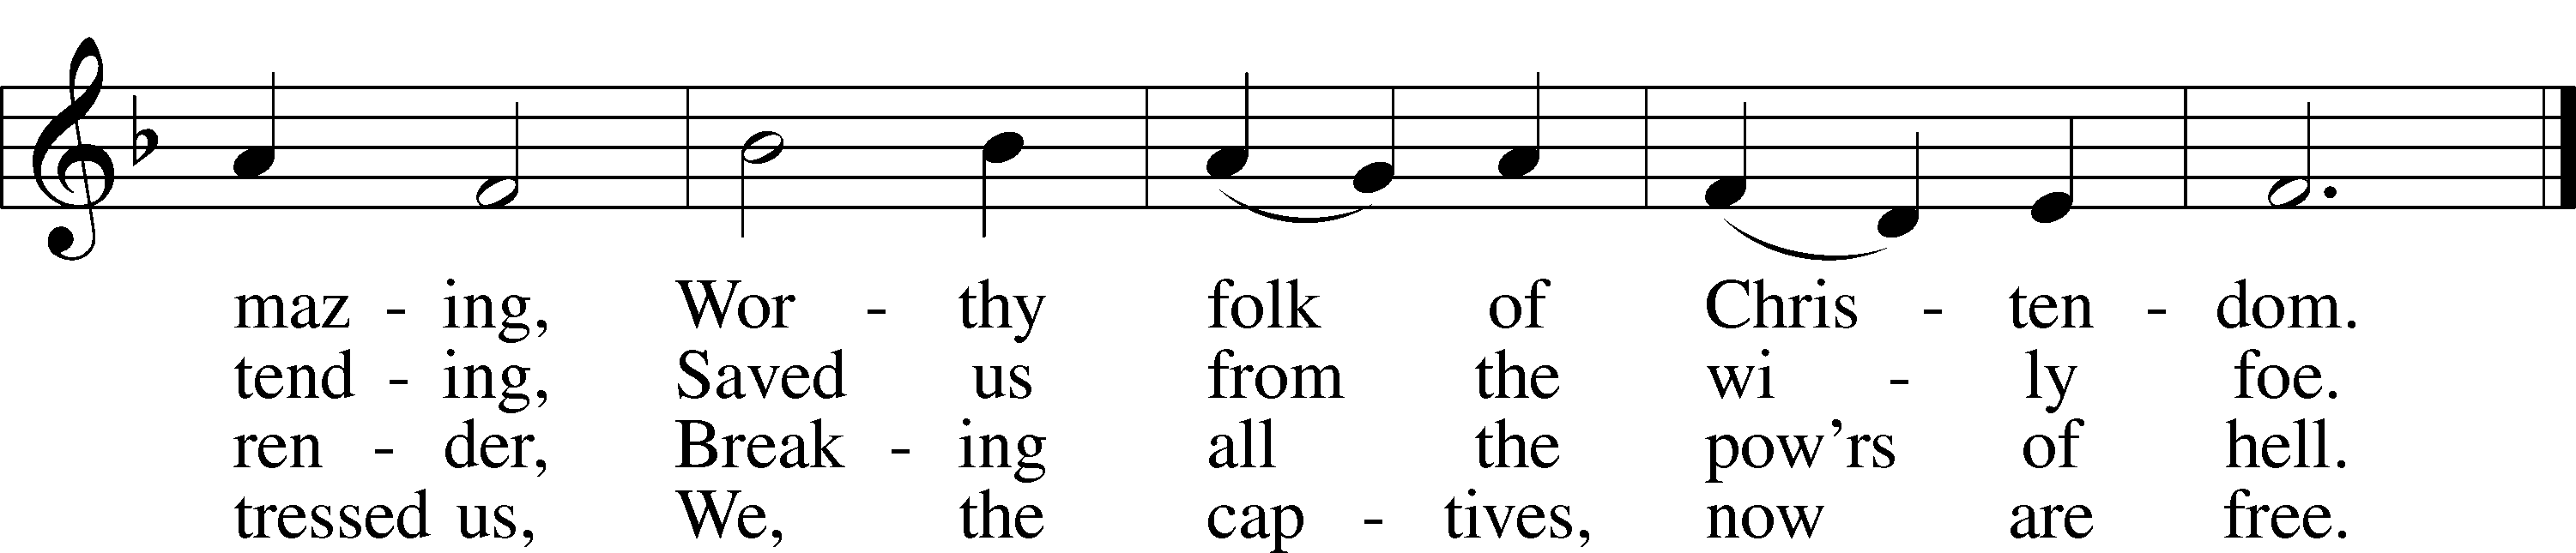 maz - ing, Wor - thy folk of Chris - ten - dom.
tend - ing, Saved us from the wi - ly foe.
ren - der, Break - ing all the pow'rs of hell.
tressed us, We, the cap - tives, now are free.